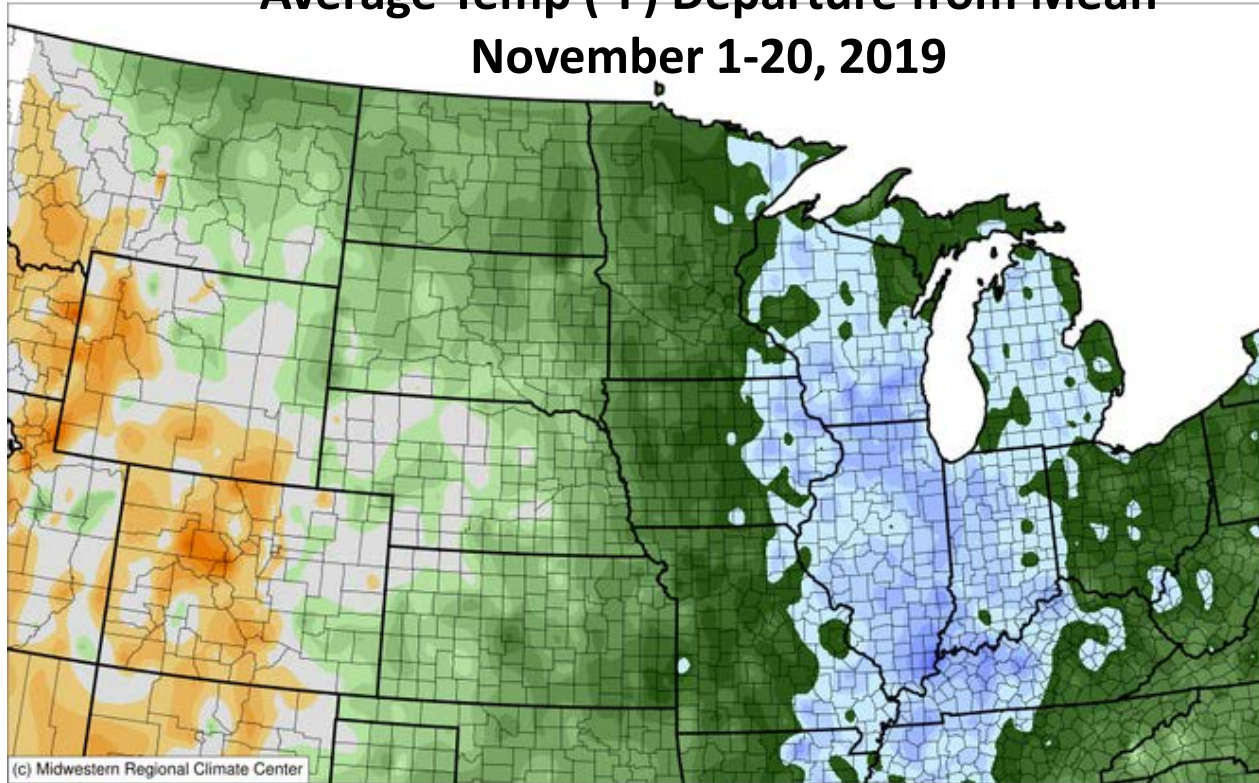 Average Temp (°F) Departure from Mean
November 1-20, 2019
(c) Midwestern Regional Climate Center